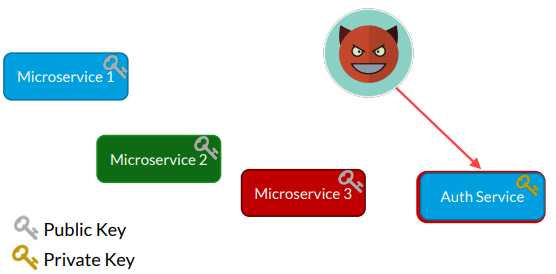 Microservice 1
Microservice 2
Microservice 3
Auth Service
Public Key
Private Key